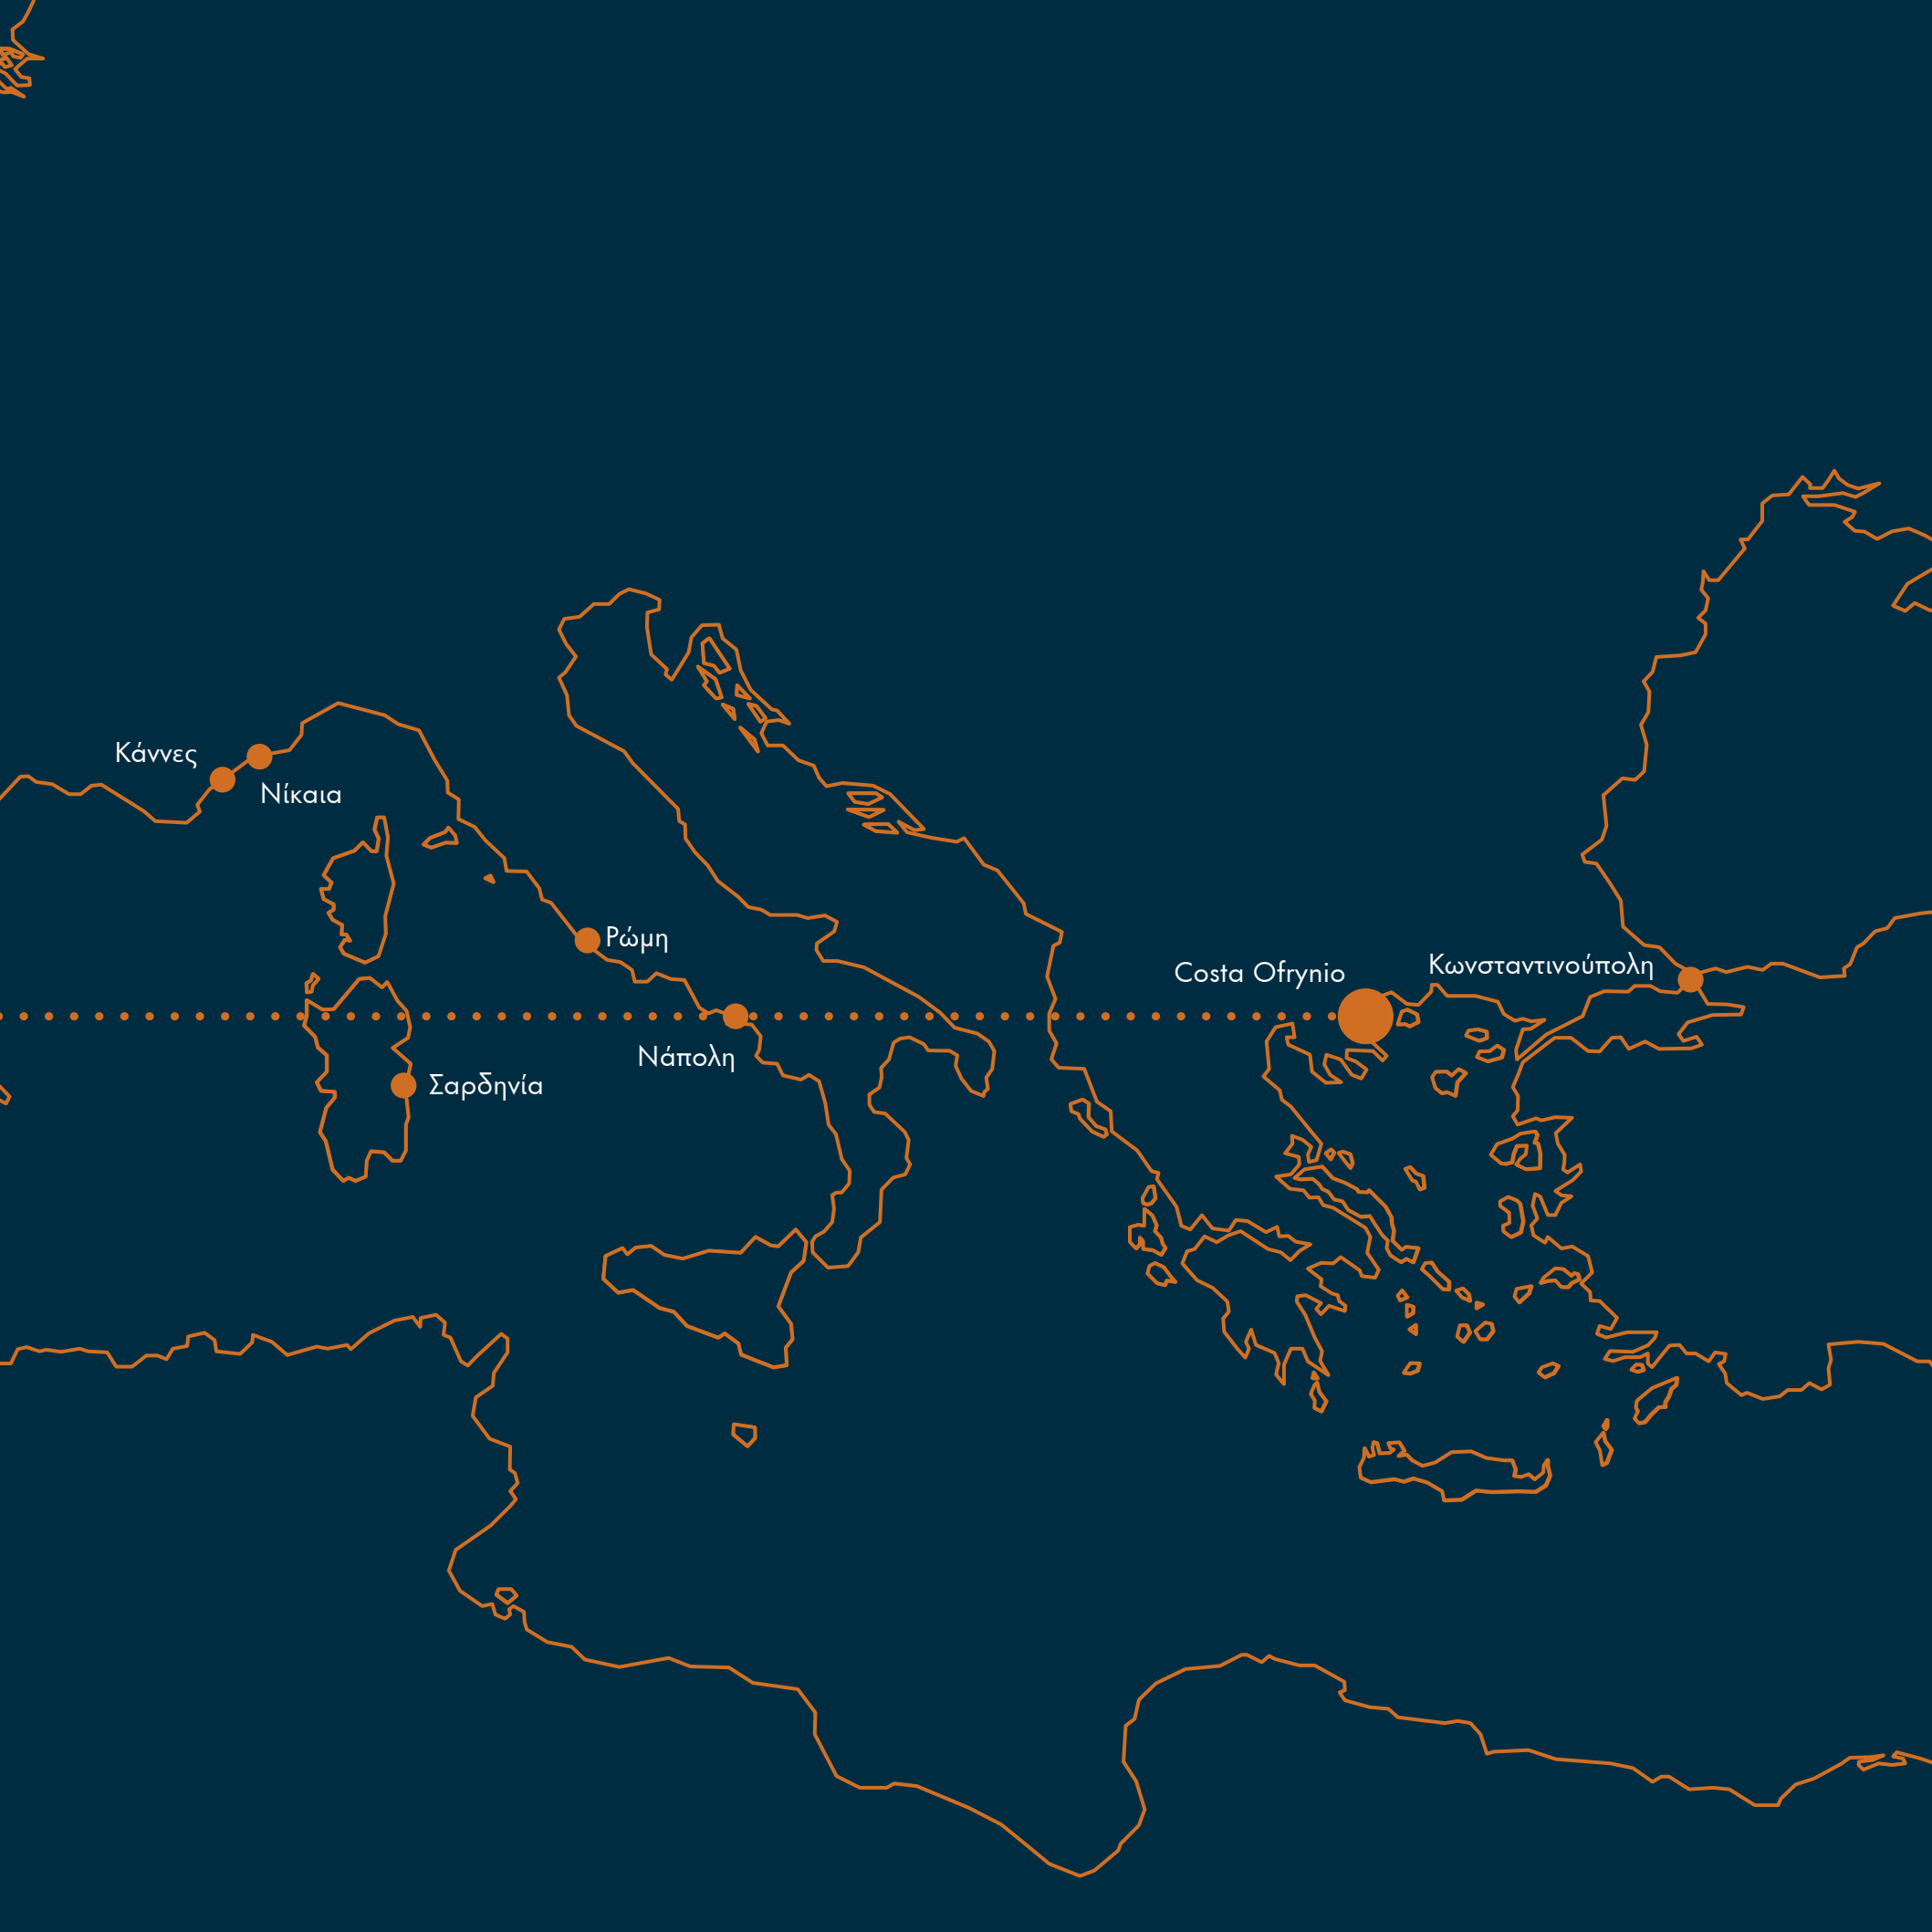 Κάννες
Νίκαια
Ρώμη
Costa Ofrynio
Κωνσταντινούπολη
Νάπολη
Σαρδηνία